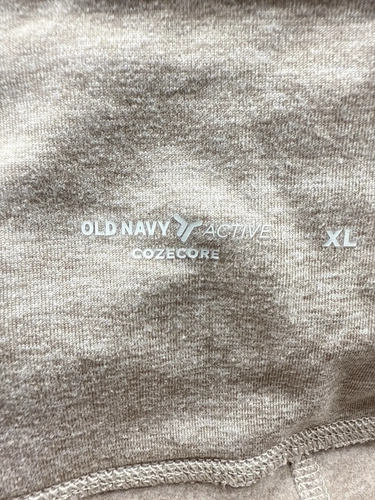 OLD NAVY ACTIVE XL
COZECORE